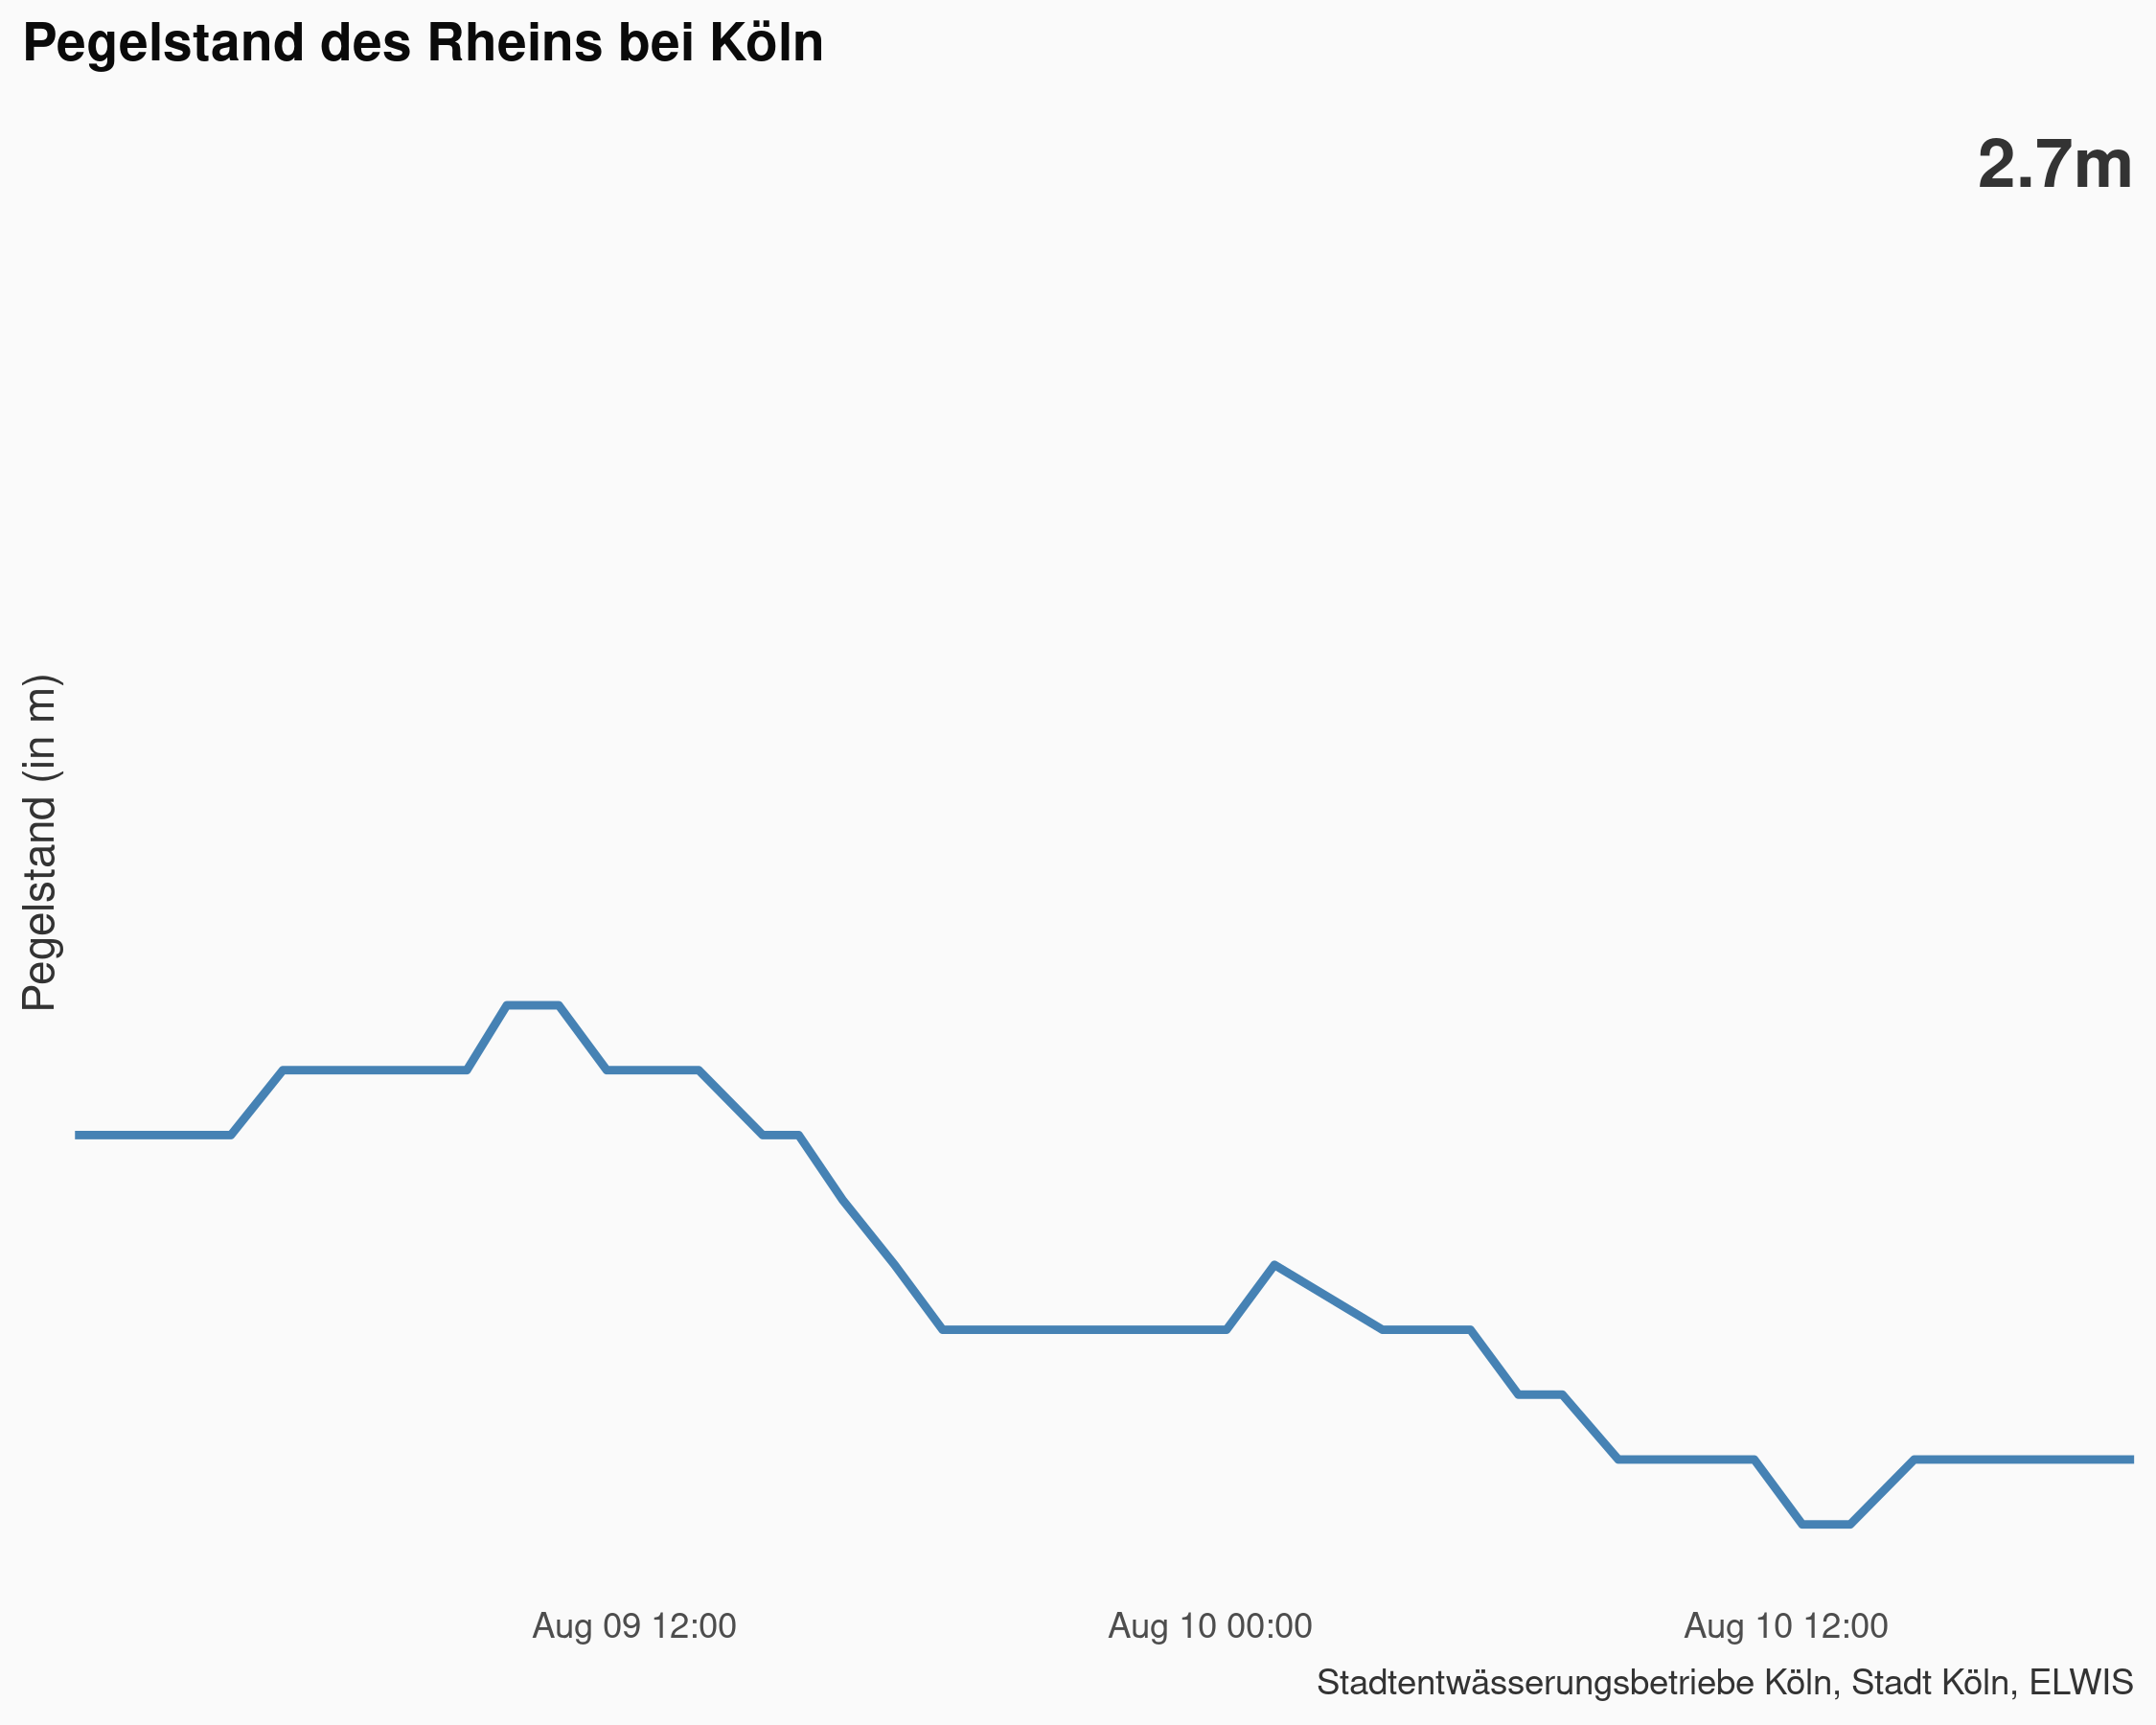 Pegelstand des Rheins bei Köln
2.7m
Pegelstand (in m)
Aug 09 12:00
Aug 10 00:00
Aug 10 12:00
Stadtentwässerungsbetriebe Köln, Stadt Köln, ELWIS